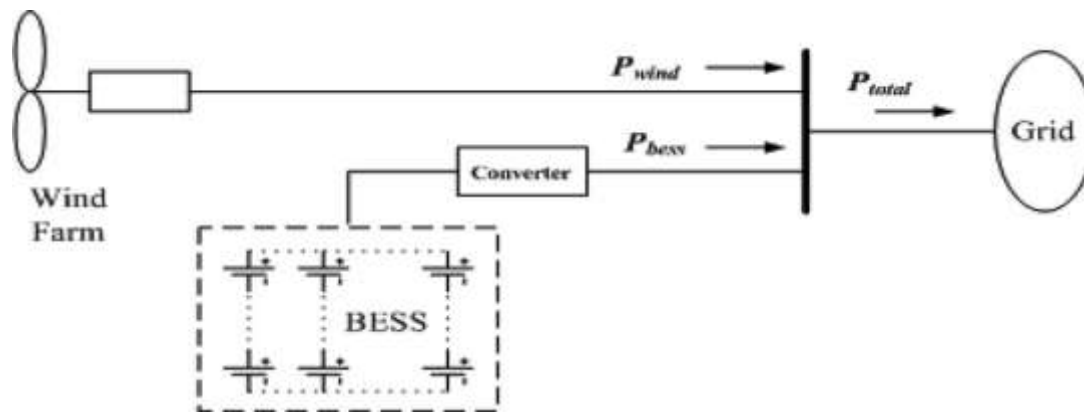 P_wind
P_total
Grid
P_bess
Converter
Wind
Farm
BESS